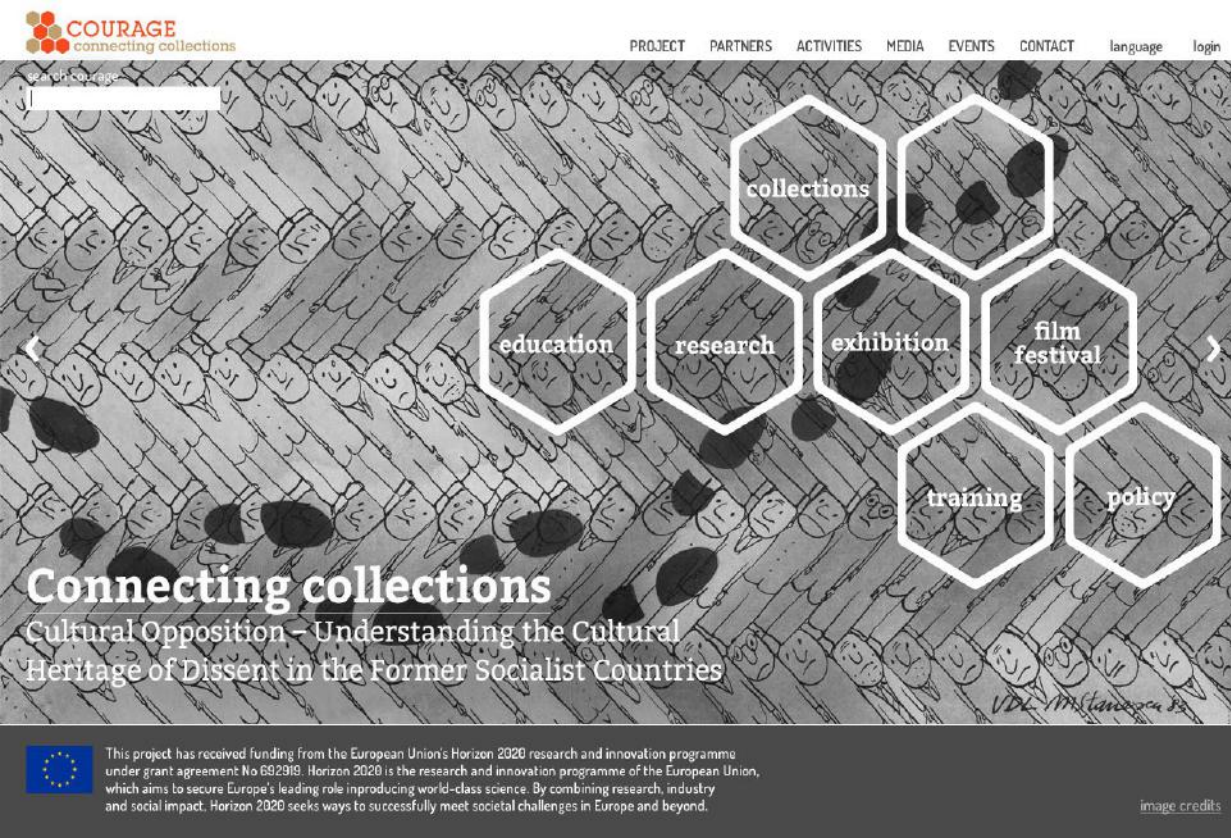 COURAGE
connecting collections
PROJECT PARTNERS ACTIVITIES MEDIA EVENTS CONTACT language login
search courage
collections
education
research
exhibition
film
festival
training
policy
Connecting collections
Cultural Opposition – Understanding the Cultural
Heritage of Dissent in the Former Socialist Countries
VDL
This project has received funding from the European Union's Horizon 2020 research and innovation programme
under grant agreement No 692919. Horizon 2020 is the research and innovation programme of the European Union,
which aims to secure Europe's leading role inproducing world-class science. By combining research, industry
and social impact, Horizon 2020 seeks ways to successfully meet societal challenges in Europe and beyond.
image credits